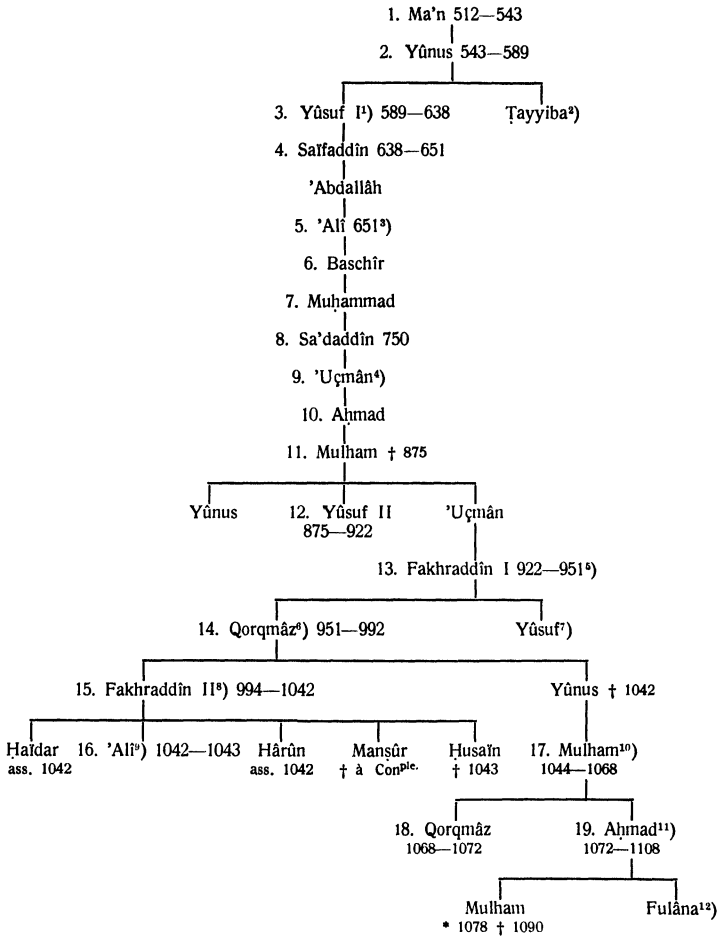 1. Ma'n 512—543
2. Yûnus 543—589
3. Yûsuf I¹) 589—638 Ṭayyiba²)
4. Saïfaddîn 638—651
'Abdallâh
5. 'Alî 651³)
6. Baschîr
7. Muḥammad
8. Sa'daddîn 750
9. 'Uçmân⁴)
10. Aḥmad
11. Mulham † 875
Yûnus 12. Yûsuf II 'Uçmân
875—922
13. Fakhraddîn I 922—951⁵)
14. Qorqmâz⁶) 951—992 Yûsuf⁷)
15. Fakhraddîn II⁸) 994—1042 Yûnus † 1042
Ḥaïdar 16. 'Alî⁹) 1042—1043 Hârûn Manṣûr Ḥusaïn 17. Mulham¹⁰)
ass. 1042 ass. 1042 † à Conᵖˡᵉ· † 1043 1044—1068
18. Qorqmâz 19. Aḥmad¹¹)
1068—1072 1072—1108
Mulham Fulâna¹²)
* 1078 † 1090